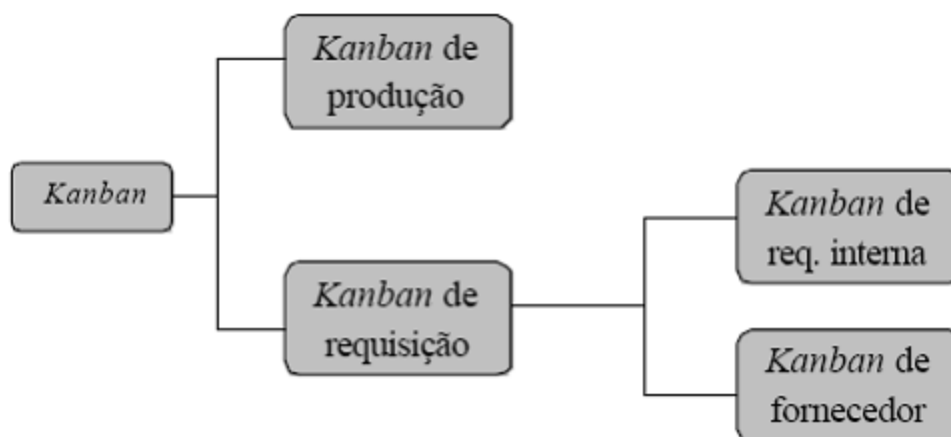 Kanban
Kanban de
produção
Kanban de
requisição
Kanban de
req. interna
Kanban de
fornecedor